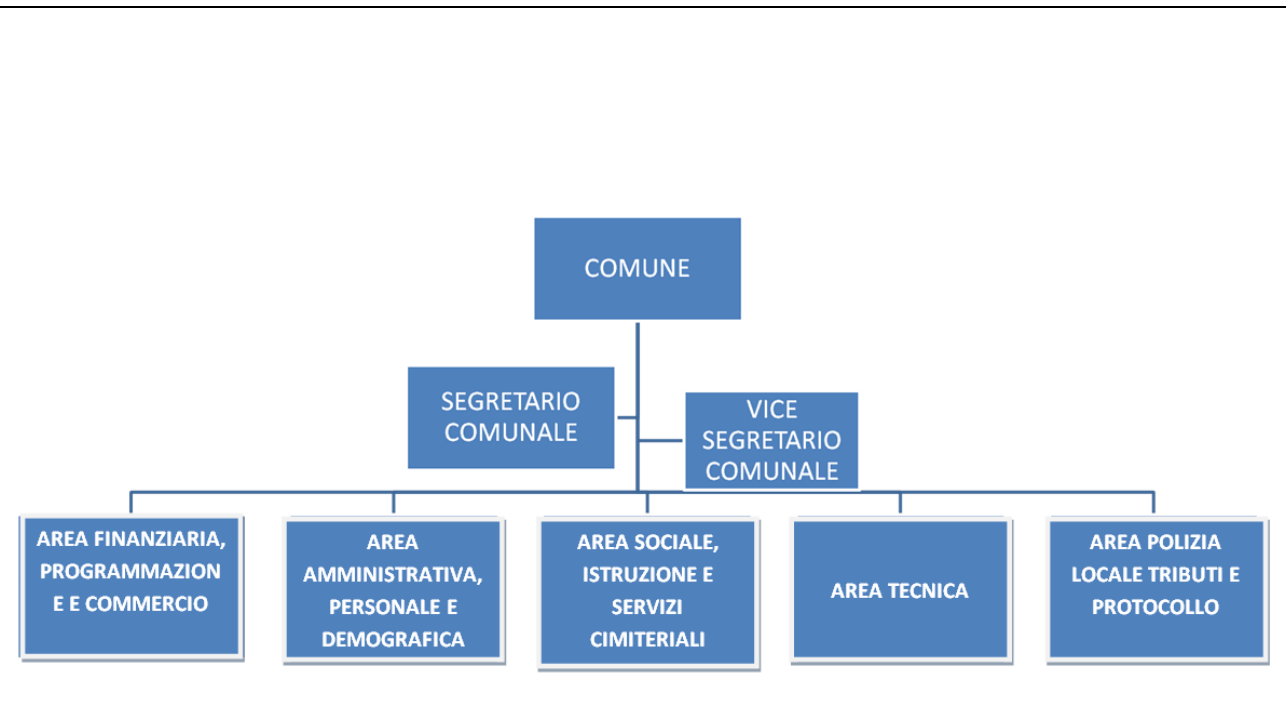 COMUNE
SEGRETARIO
COMUNALE
VICE
SEGRETARIO
COMUNALE
AREA FINANZIARIA,
PROGRAMMAZION
E E COMMERCIO
AREA
AMMINISTRATIVA,
PERSONALE E
DEMOGRAFICA
AREA SOCIALE,
ISTRUZIONE E
SERVIZI
CIMITERIALI
AREA TECNICA
AREA POLIZIA
LOCALE TRIBUTI E
PROTOCOLLO